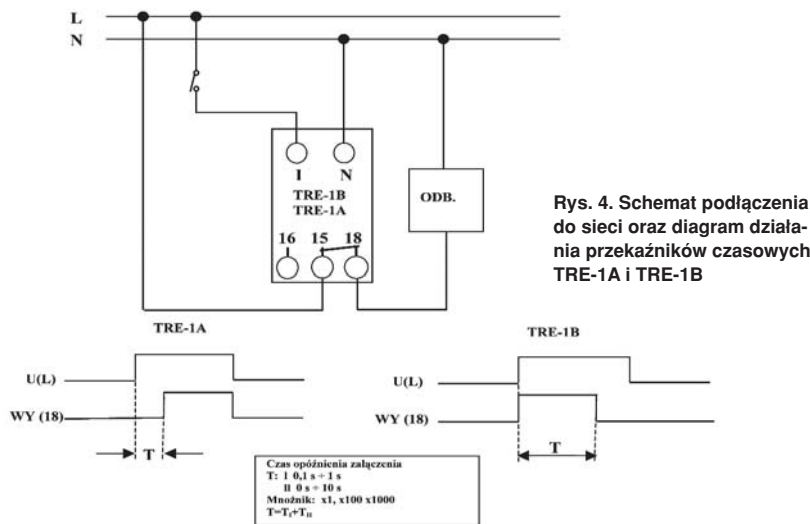 L
N
I N
TRE-1B
TRE-1A
16 15 18
ODB.
Rys. 4. Schemat podłączenia
do sieci oraz diagram działa-
nia przekaźników czasowych
TRE-1A i TRE-1B
TRE-1A
U(L)
WY (18)
T
TRE-1B
U(L)
WY (18)
T
Czas opóźnienia załączenia
T: I 0,1 s ÷ 1 s
II 0 s ÷ 10 s
Mnożnik: x1, x100 x1000
T=TI+TII